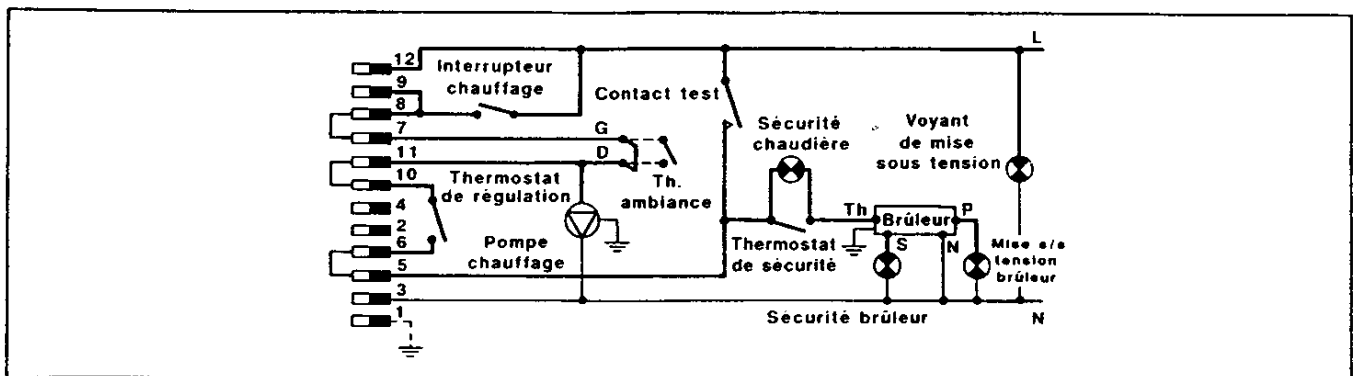 L
12
Interrupteur
chauffage
9
8
Contact test
Sécurité
chaudière
Voyant
de mise
sous tension
7
G
11
D
Thermostat
de régulation
Th.
ambiance
10
4
2
6
Pompe
chauffage
5
Th
Brûleur
P
S
N
Thermostat
de sécurité
Mise s/s
tension
brûleur
3
Sécurité brûleur
N
1